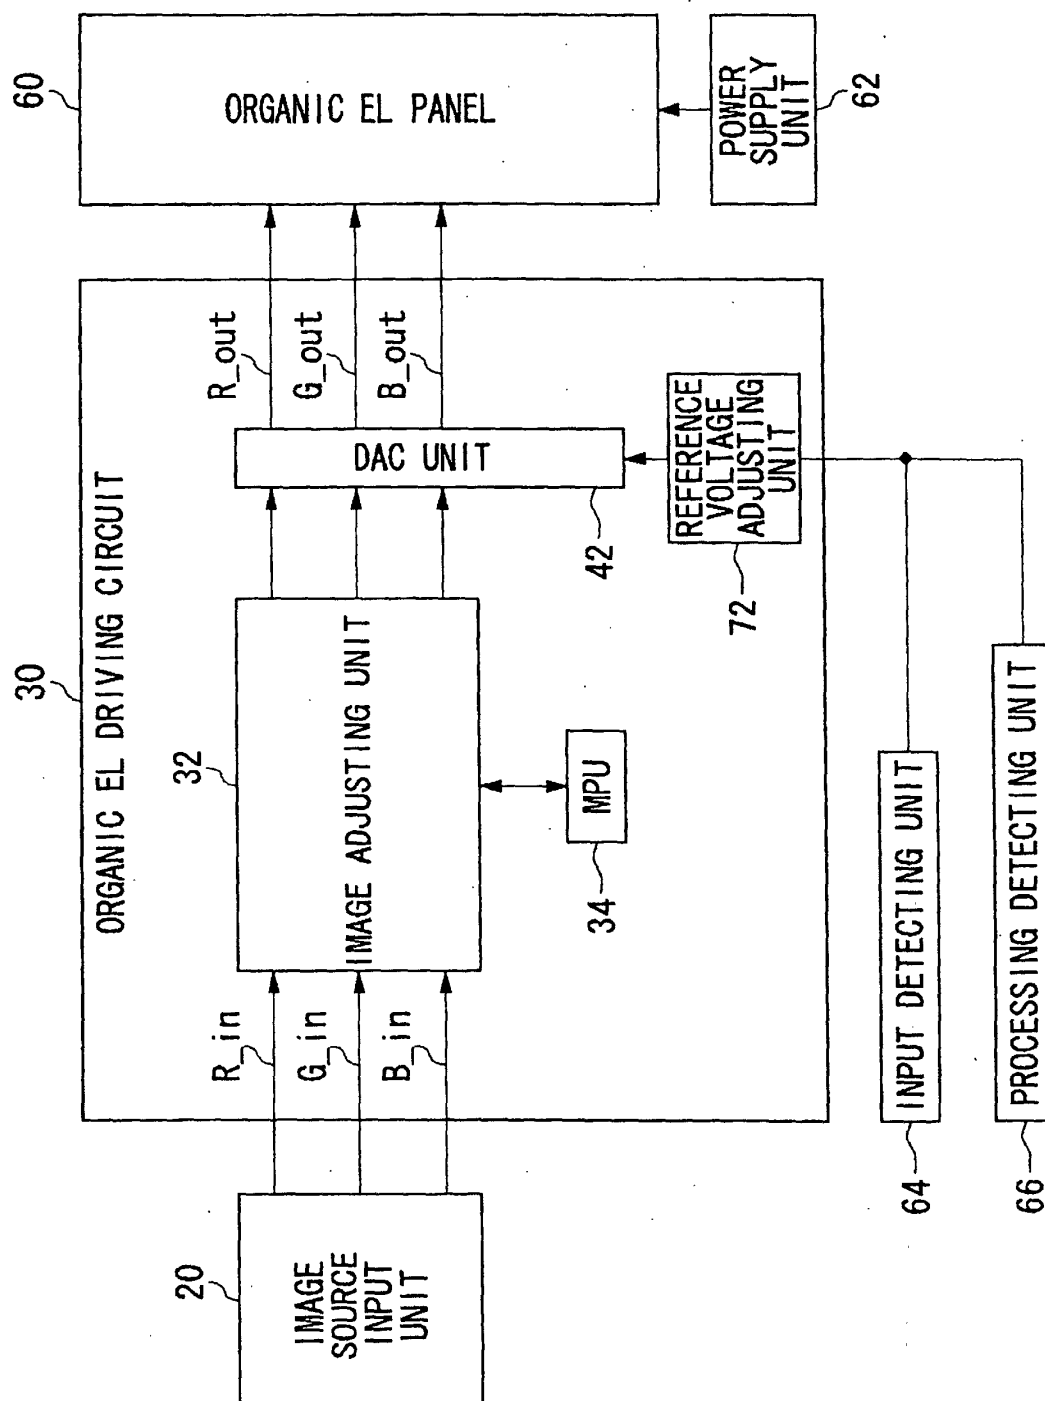 30
ORGANIC EL DRIVING CIRCUIT
20
IMAGE
SOURCE
INPUT
UNIT
R_in
G_in
B_in
32
IMAGE ADJUSTING UNIT
MPU
34
DAC UNIT
42
R_out
G_out
B_out
REFERENCE
VOLTAGE
ADJUSTING
UNIT
72
60
ORGANIC EL PANEL
POWER
SUPPLY
UNIT
62
64
INPUT DETECTING UNIT
66
PROCESSING DETECTING UNIT